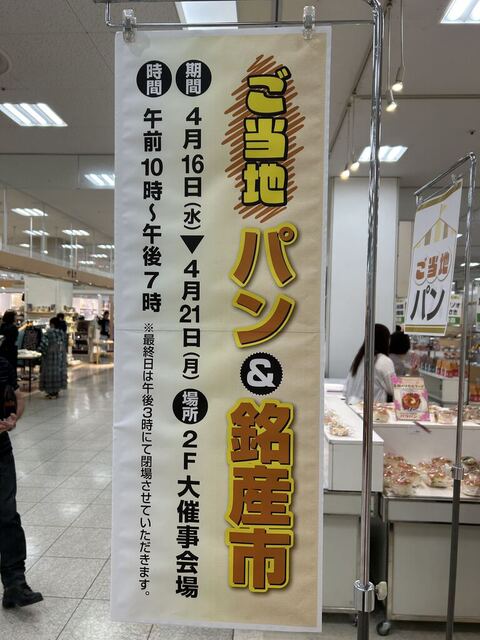 ご当地
パン&銘産市
期間 4月16日(水)▼4月21日(月) 場所 2F大催事会場
時間 午前10時～午後7時 ※最終日は午後3時にて閉場させていただきます。
ご当地
パン